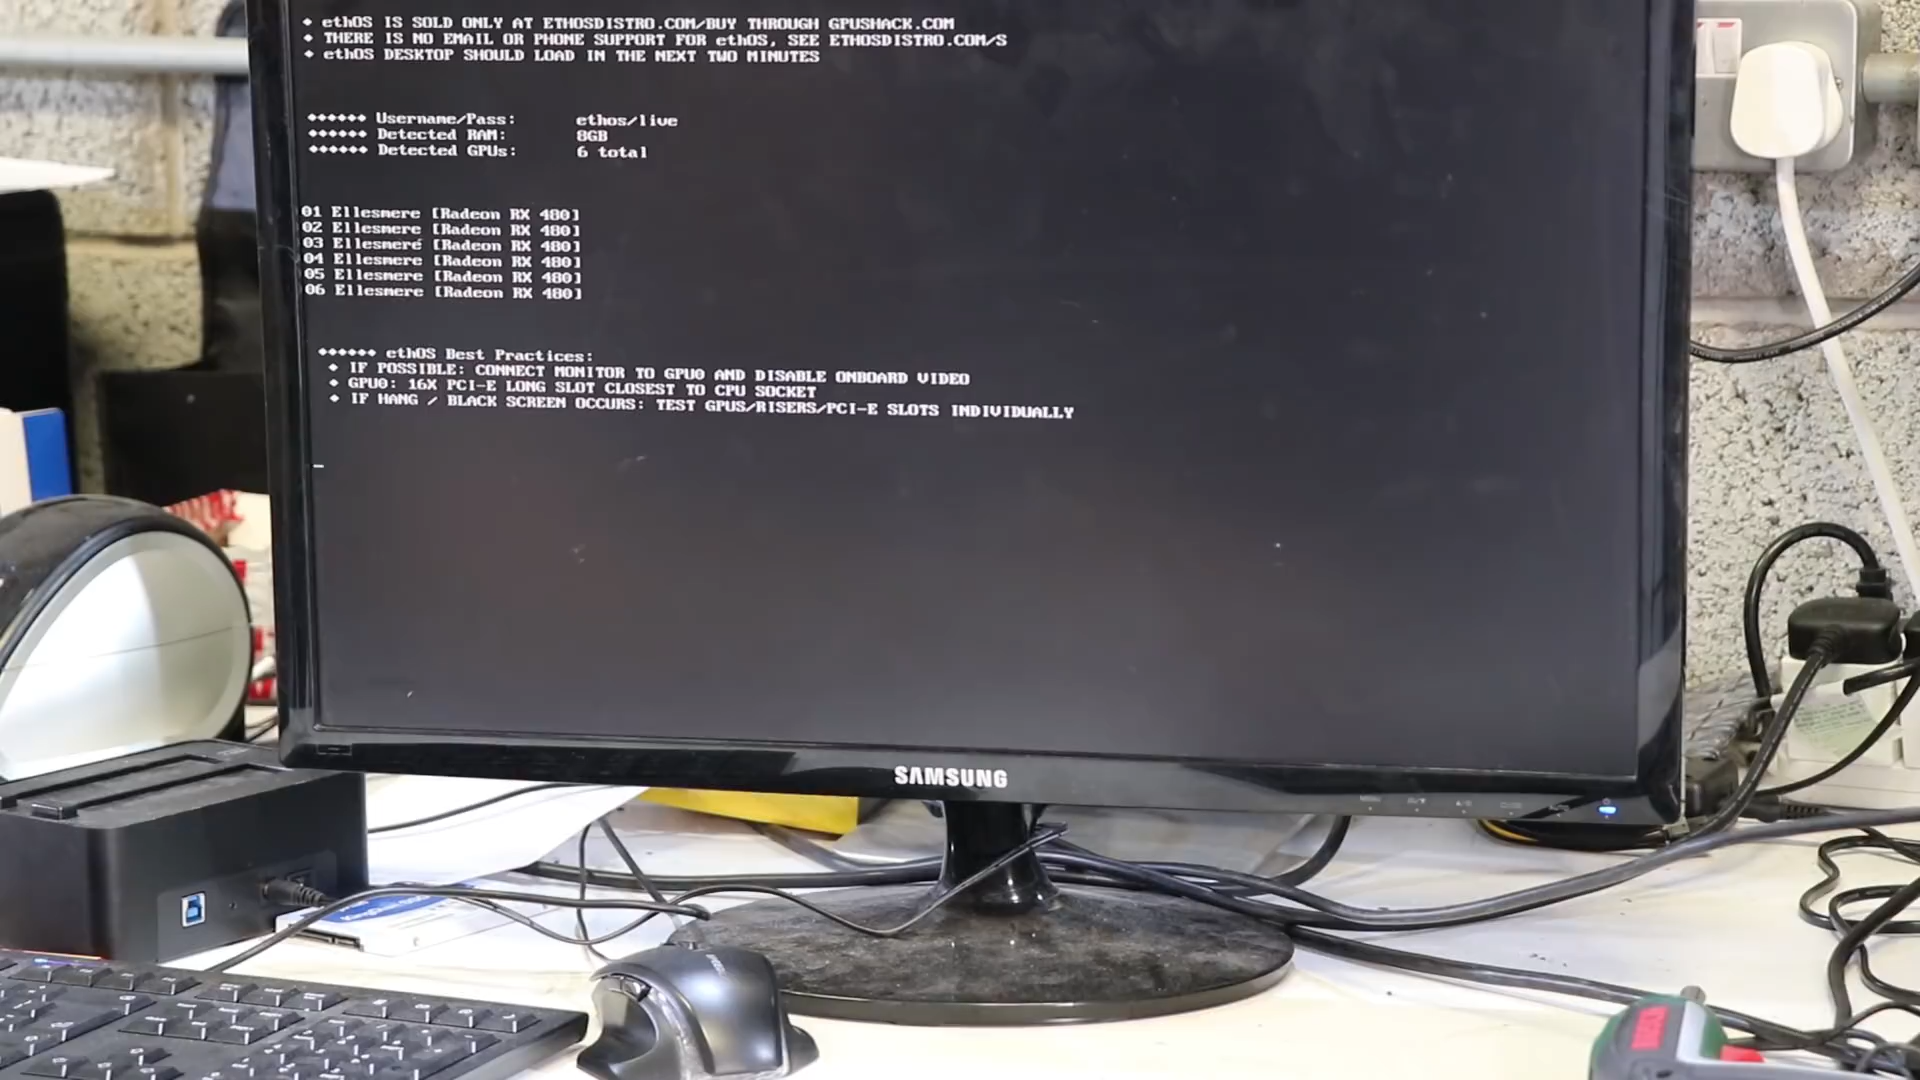 ♦ ethOS IS SOLD ONLY AT ETHOSDISTRO.COM/BUY THROUGH GPUSHACK.COM
♦ THERE IS NO EMAIL OR PHONE SUPPORT FOR ethOS, SEE ETHOSDISTRO.COM/S
♦ ethOS DESKTOP SHOULD LOAD IN THE NEXT TWO MINUTES
♦♦♦♦♦♦ Username/Pass: ethos/live
♦♦♦♦♦♦ Detected RAM: 8GB
♦♦♦♦♦♦ Detected GPUs: 6 total
01 Ellesmere [Radeon RX 480]
02 Ellesmere [Radeon RX 480]
03 Ellesmere [Radeon RX 480]
04 Ellesmere [Radeon RX 480]
05 Ellesmere [Radeon RX 480]
06 Ellesmere [Radeon RX 480]
♦♦♦♦♦♦ ethOS Best Practices:
♦ IF POSSIBLE: CONNECT MONITOR TO GPU0 AND DISABLE ONBOARD VIDEO
♦ GPU0: 16X PCI-E LONG SLOT CLOSEST TO CPU SOCKET
♦ IF HANG / BLACK SCREEN OCCURS: TEST GPUS/RISERS/PCI-E SLOTS INDIVIDUALLY
SAMSUNG